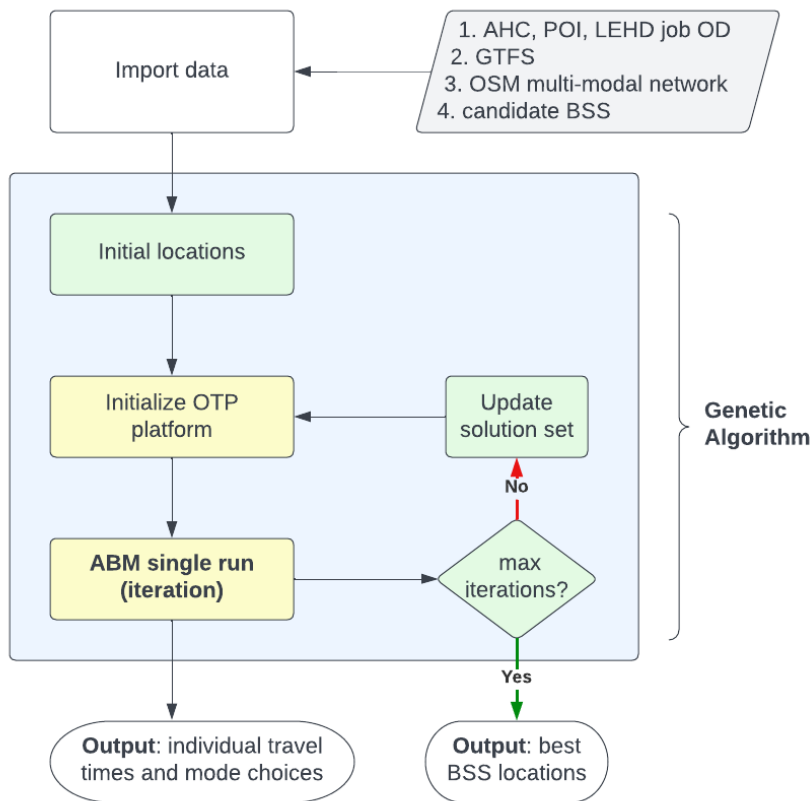 Import data
1. AHC, POI, LEHD job OD
2. GTFS
3. OSM multi-modal network
4. candidate BSS
Initial locations
Initialize OTP
platform
Update
solution set
Genetic
Algorithm
No
ABM single run
(iteration)
max
iterations?
Yes
Output: individual travel
times and mode choices
Output: best
BSS locations